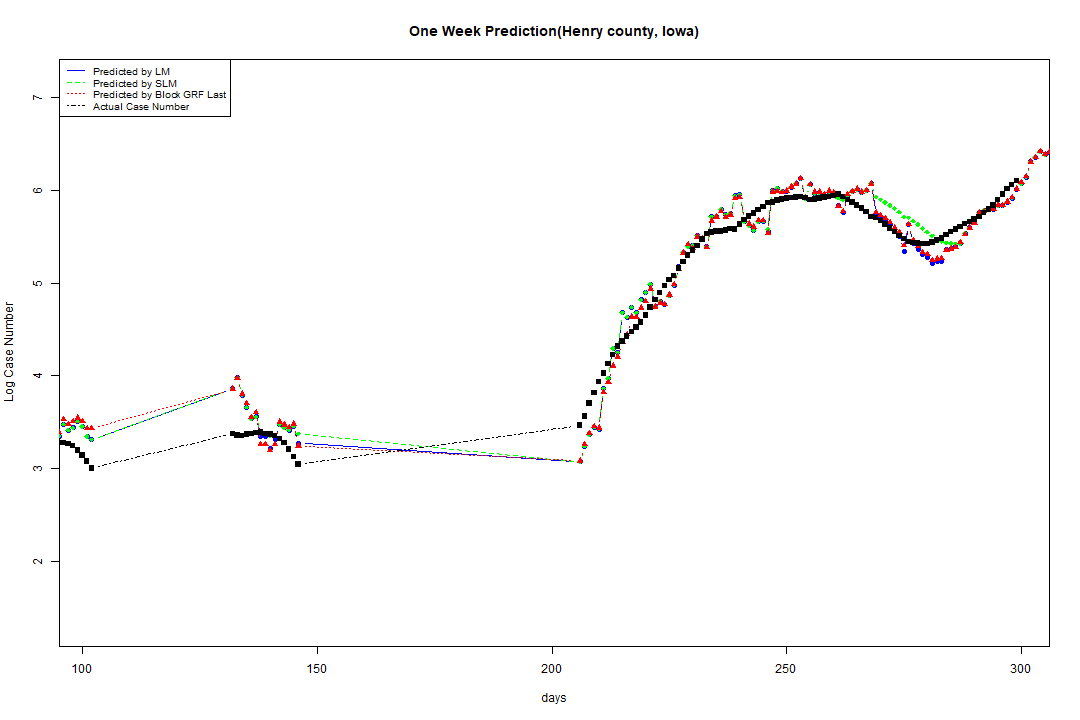 One Week Prediction(Henry county, Iowa)
Predicted by LM
Predicted by SLM
Predicted by Block GRF Last
Actual Case Number
7
6
5
4
3
2
Log Case Number
100 150 200 250 300
days